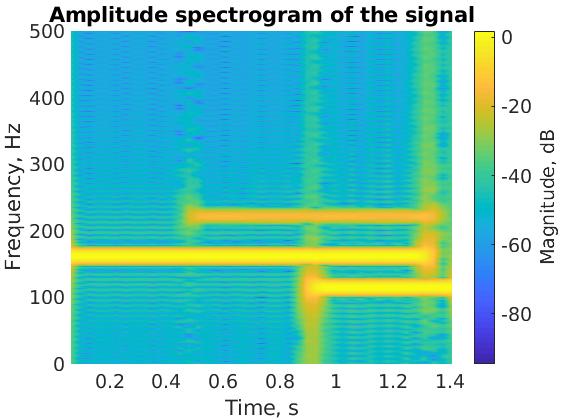 Amplitude spectrogram of the signal
500
400
300
200
100
0
Frequency, Hz
0.2 0.4 0.6 0.8 1 1.2 1.4
Time, s
0
-20
-40
-60
-80
Magnitude, dB